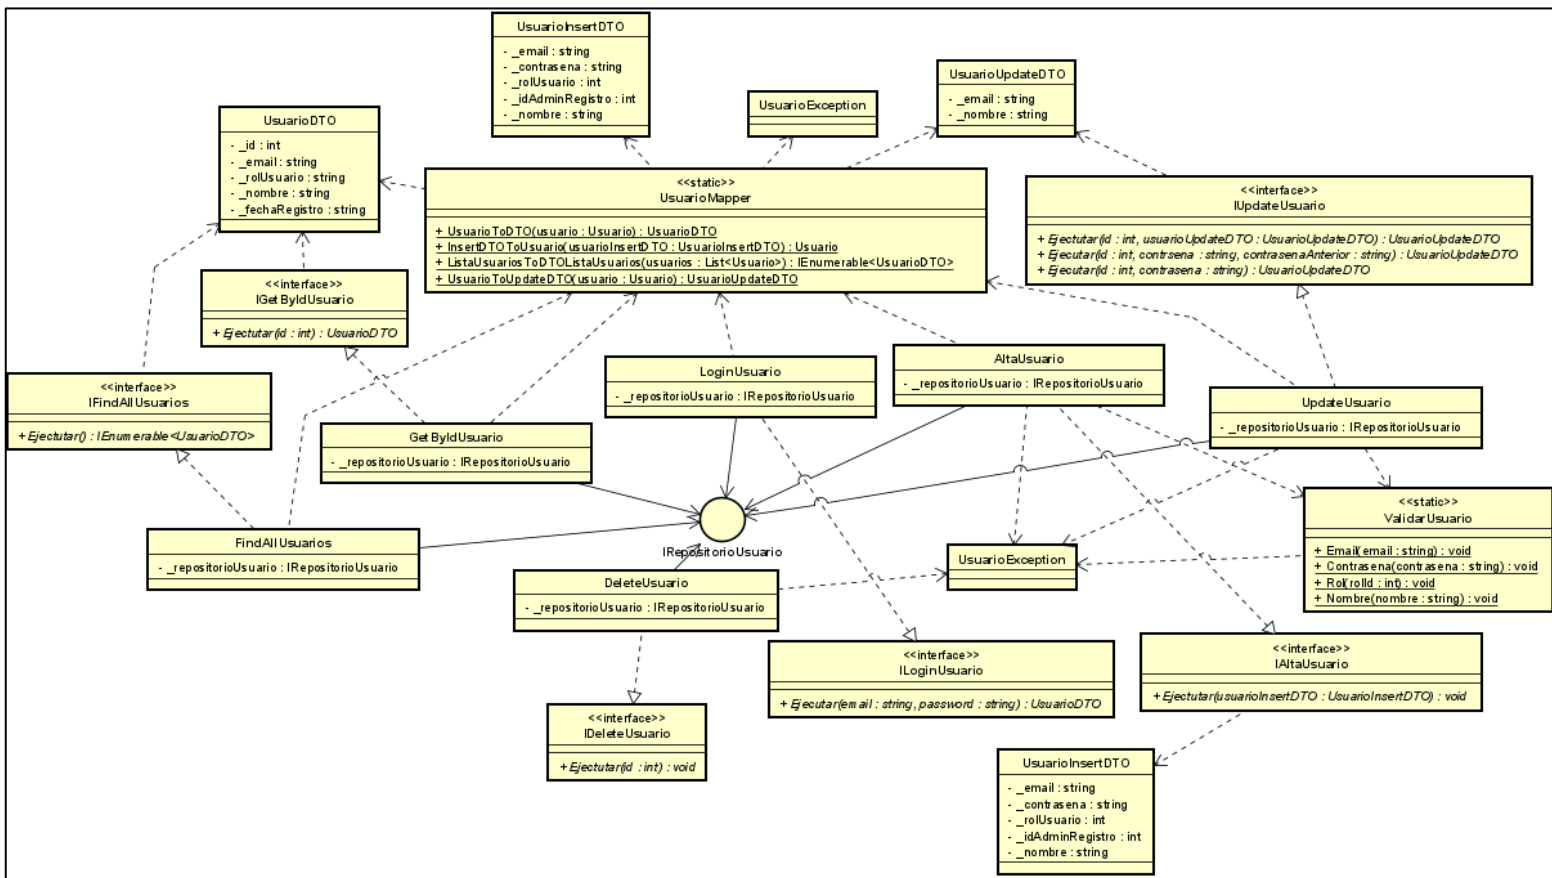 UsuarioInsertDTO
- _email : string
- _contrasena : string
- _rolUsuario : int
- _idAdminRegistro : int
- _nombre : string
UsuarioException
UsuarioUpdateDTO
- _email : string
- _nombre : string
UsuarioDTO
- _id : int
- _email : string
- _rolUsuario : string
- _nombre : string
- _fechaRegistro : string
<<static>>
UsuarioMapper
+ UsuarioToDTO(usuario : Usuario) : UsuarioDTO
+ InsertDTOToUsuario(usuarioInsertDTO : UsuarioInsertDTO) : Usuario
+ ListaUsuariosToDTOListaUsuarios(usuarios : List<Usuario>) : IEnumerable<UsuarioDTO>
+ UsuarioToUpdateDTO(usuario : Usuario) : UsuarioUpdateDTO
<<interface>>
IUpdateUsuario
+ Ejectutar(id : int, usuarioUpdateDTO : UsuarioUpdateDTO) : UsuarioUpdateDTO
+ Ejectutar(id : int, contrsena : string, contrasenaAnterior : string) : UsuarioUpdateDTO
+ Ejectutar(id : int, contrasena : string) : UsuarioUpdateDTO
<<interface>>
IGetByIdUsuario
+ Ejectutar(id : int) : UsuarioDTO
<<interface>>
IFindAllUsuarios
+ Ejectutar() : IEnumerable<UsuarioDTO>
LoginUsuario
- _repositorioUsuario : IRepositorioUsuario
AltaUsuario
- _repositorioUsuario : IRepositorioUsuario
UpdateUsuario
- _repositorioUsuario : IRepositorioUsuario
GetByIdUsuario
- _repositorioUsuario : IRepositorioUsuario
FindAllUsuarios
- _repositorioUsuario : IRepositorioUsuario
IRepositorioUsuario
<<static>>
ValidarUsuario
+ Email(email : string) : void
+ Contrasena(contrasena : string) : void
+ Rol(rolId : int) : void
+ Nombre(nombre : string) : void
UsuarioException
DeleteUsuario
- _repositorioUsuario : IRepositorioUsuario
<<interface>>
ILoginUsuario
+ Ejecutar(email : string, password : string) : UsuarioDTO
<<interface>>
IAltaUsuario
+ Ejectutar(usuarioInsertDTO : UsuarioInsertDTO) : void
<<interface>>
IDeleteUsuario
+ Ejectutar(id : int) : void
UsuarioInsertDTO
- _email : string
- _contrasena : string
- _rolUsuario : int
- _idAdminRegistro : int
- _nombre : string